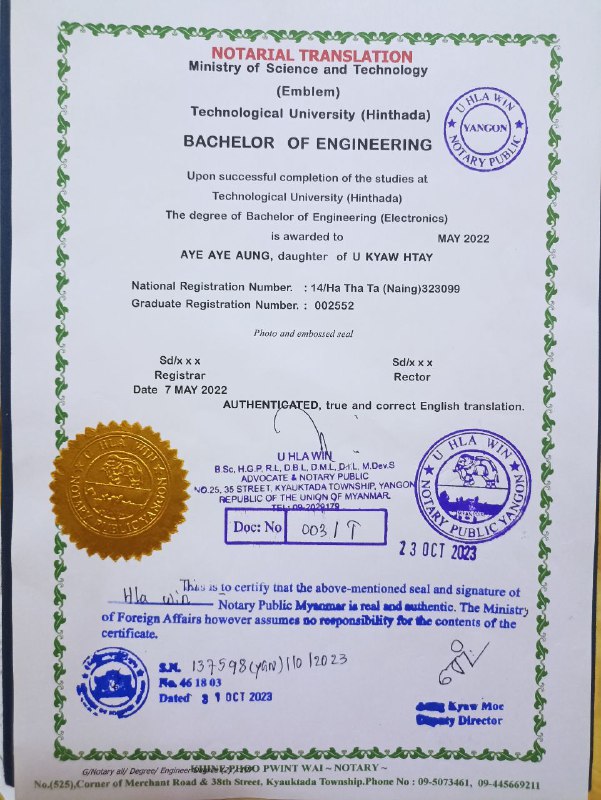 NOTARIAL TRANSLATION
Ministry of Science and Technology
(Emblem)
Technological University (Hinthada)
BACHELOR OF ENGINEERING
U HLA WIN
YANGON
NOTARY PUBLIC
Upon successful completion of the studies at
Technological University (Hinthada)
The degree of Bachelor of Engineering (Electronics)
is awarded to MAY 2022
AYE AYE AUNG, daughter of U KYAW HTAY
National Registration Number. : 14/Ha Tha Ta (Naing)323099
Graduate Registration Number. : 002552
Photo and embossed seal
Sd/x x x Sd/x x x
Registrar Rector
Date 7 MAY 2022
AUTHENTICATED, true and correct English translation.
U HLA WIN
B.Sc, H.G.P, R.L, D.B.L, D.M.L, D.I.L, M.Dev.S
ADVOCATE & NOTARY PUBLIC
NO.25, 35 STREET, KYAUKTADA TOWNSHIP, YANGON
REPUBLIC OF THE UNION OF MYANMAR.
TEL: 09-2029179
Doc: No 003/T
U HLA WIN
NOTARY PUBLIC YANGON
U HLA WIN
NOTARY PUBLIC YANGON
23 OCT 2023
This is to certify that the above-mentioned seal and signature of
Hla win Notary Public Myanmar is real and authentic. The Ministry
of Foreign Affairs however assumes no responsibility for the contents of the
certificate.
S.N. 137598(YGN)10/2023
No. 46 18 03
Dated 31 OCT 2023
Kyaw Moe
Deputy Director
G/Notary all/ Degree/ Engineer
PWINT WAI ~ NOTARY ~
No.(525),Corner of Merchant Road & 38th Street, Kyauktada Township.Phone No : 09-5073461, 09-445669211